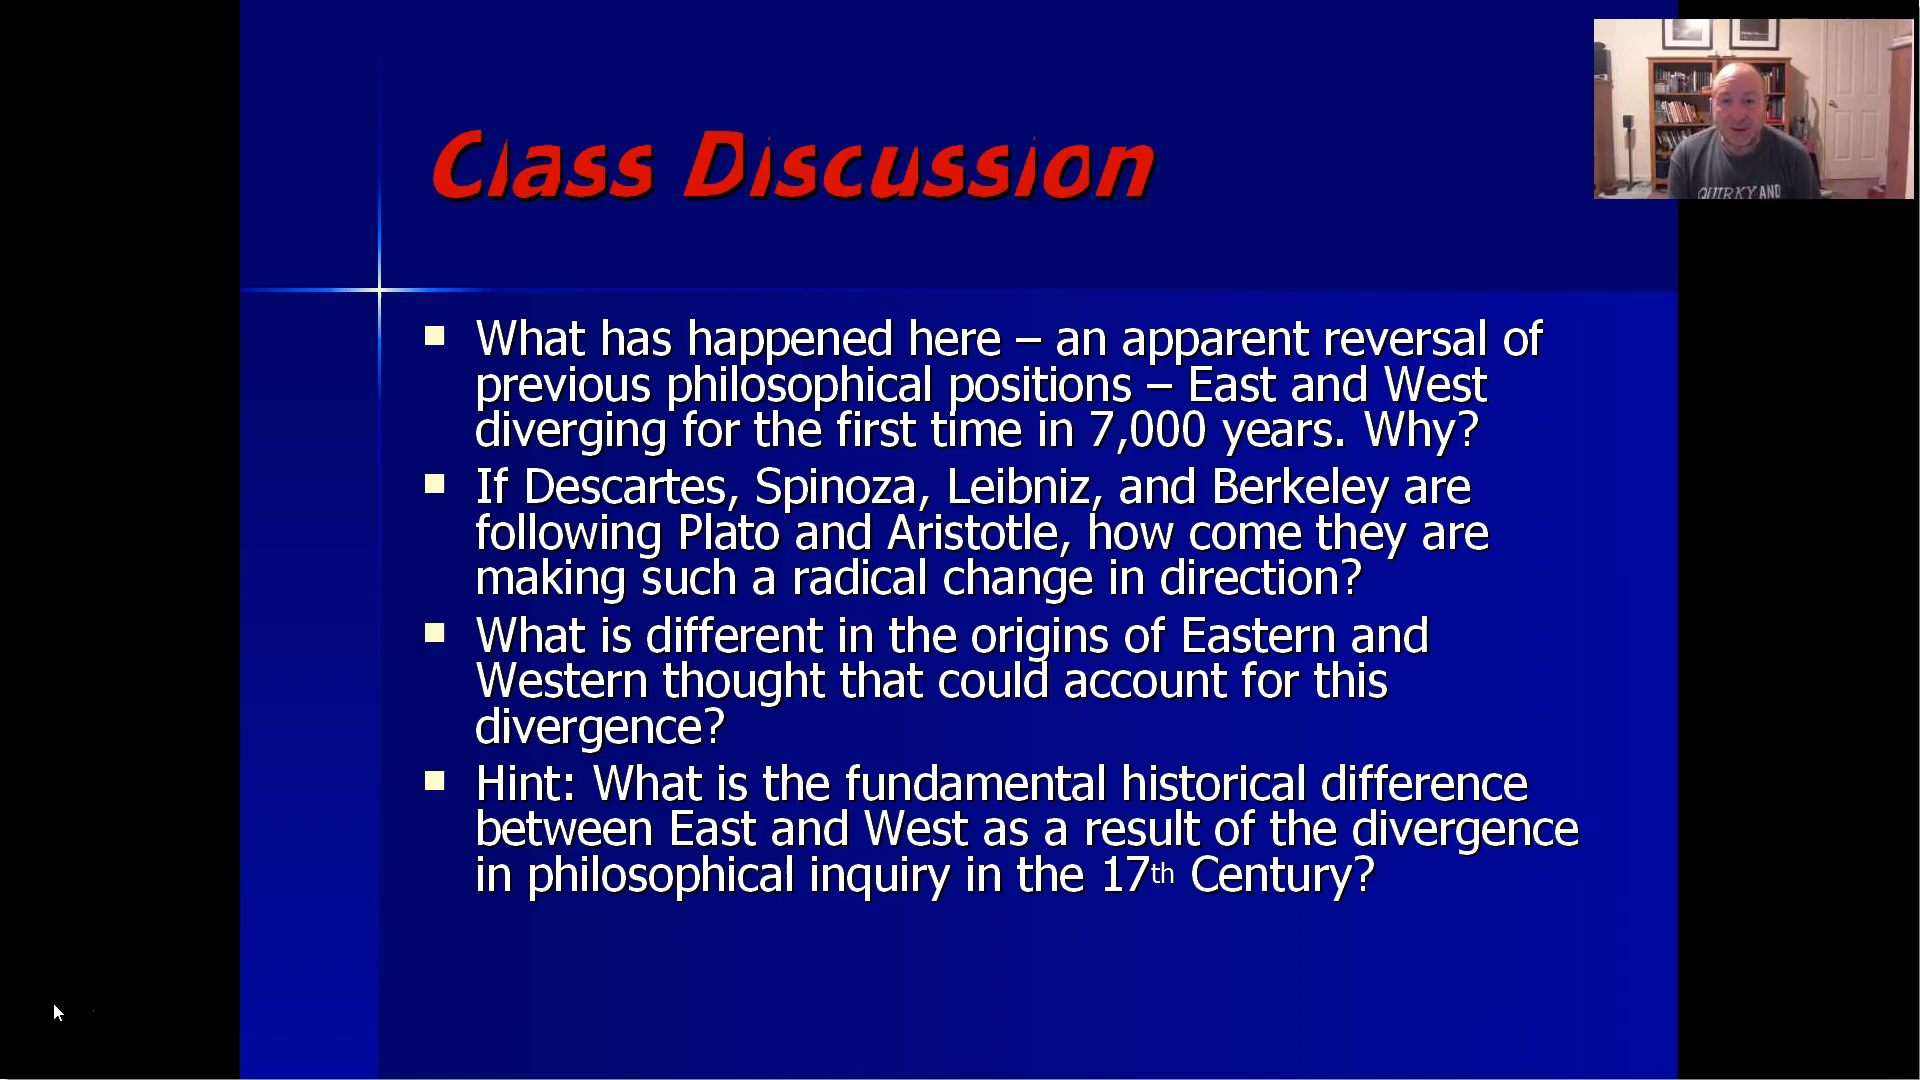 Class Discussion
What has happened here – an apparent reversal of
previous philosophical positions – East and West
diverging for the first time in 7,000 years. Why?
If Descartes, Spinoza, Leibniz, and Berkeley are
following Plato and Aristotle, how come they are
making such a radical change in direction?
What is different in the origins of Eastern and
Western thought that could account for this
divergence?
Hint: What is the fundamental historical difference
between East and West as a result of the divergence
in philosophical inquiry in the 17th Century?
QUIRKY AND